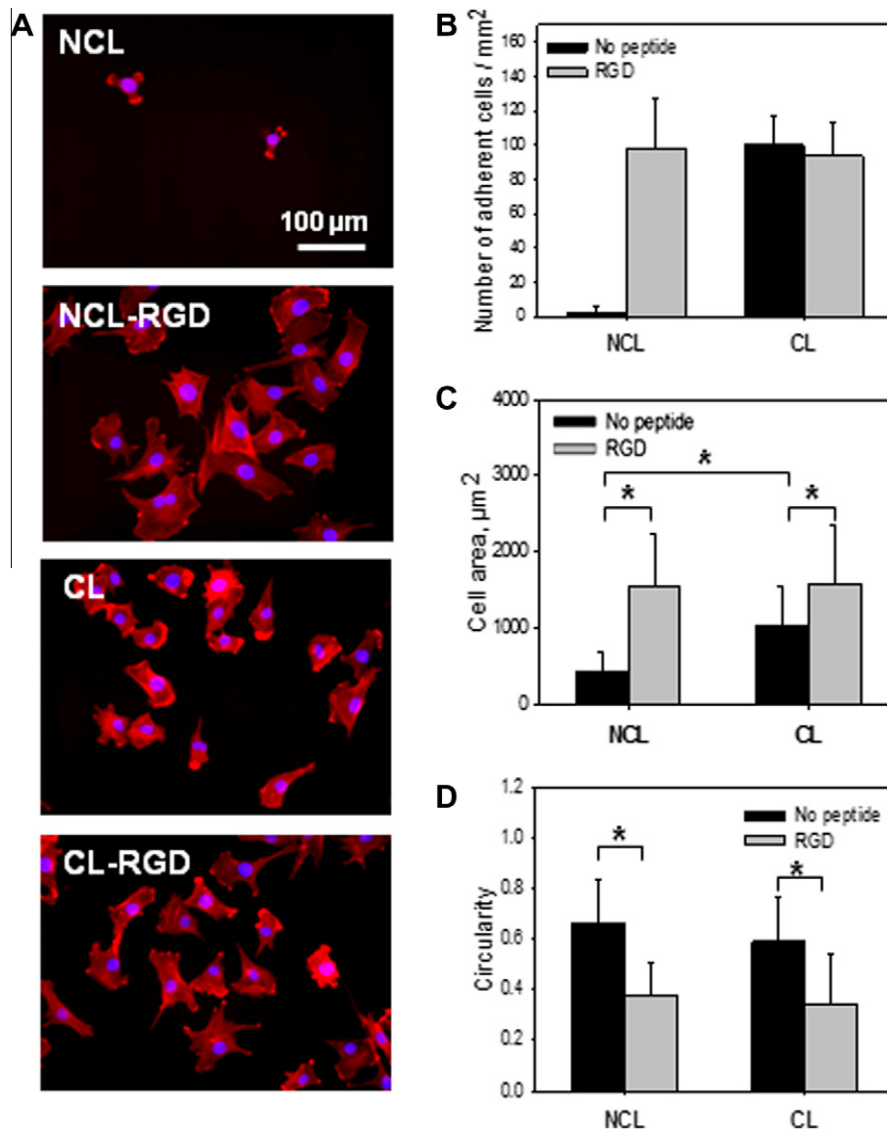 A
NCL
100 μm
NCL-RGD
CL
CL-RGD
B
Number of adherent cells / mm²
160
140
120
100
80
60
40
20
0
No peptide
RGD
NCL
CL
C
Cell area, μm²
4000
3000
2000
1000
0
No peptide
RGD
*
*
*
NCL
CL
D
Circularity
1.2
1.0
0.8
0.6
0.4
0.2
0.0
No peptide
RGD
*
*
NCL
CL